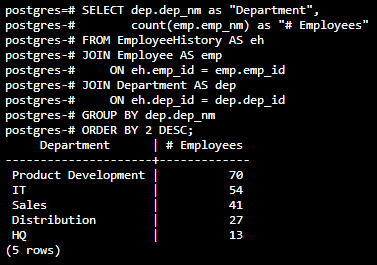 postgres=# SELECT dep.dep_nm as "Department",
postgres-#        count(emp.emp_nm) as "# Employees"
postgres-# FROM EmployeeHistory AS eh
postgres-# JOIN Employee AS emp
postgres-#     ON eh.emp_id = emp.emp_id
postgres-# JOIN Department AS dep
postgres-#     ON eh.dep_id = dep.dep_id
postgres-# GROUP BY dep.dep_nm
postgres-# ORDER BY 2 DESC;
     Department      | # Employees
---------------------+-------------
 Product Development |          70
 IT                  |          54
 Sales               |          41
 Distribution        |          27
 HQ                  |          13
(5 rows)